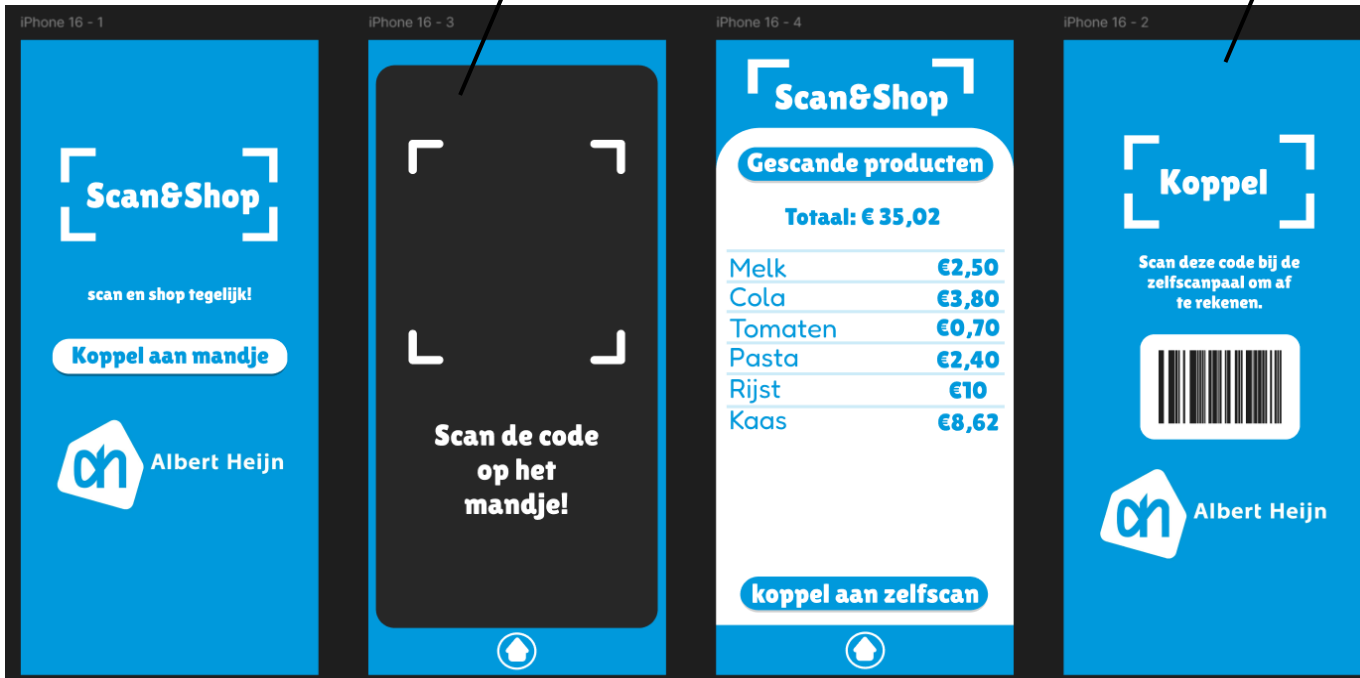 iPhone 16 - 1
Scan&Shop
scan en shop tegelijk!
Koppel aan mandje
ah
Albert Heijn
iPhone 16 - 3
Scan de code
op het
mandje!
iPhone 16 - 4
Scan&Shop
Gescande producten
Totaal: € 35,02
Melk €2,50
Cola €3,80
Tomaten €0,70
Pasta €2,40
Rijst €10
Kaas €8,62
koppel aan zelfscan
iPhone 16 - 2
Koppel
Scan deze code bij de
zelfscanpaal om af
te rekenen.
ah
Albert Heijn